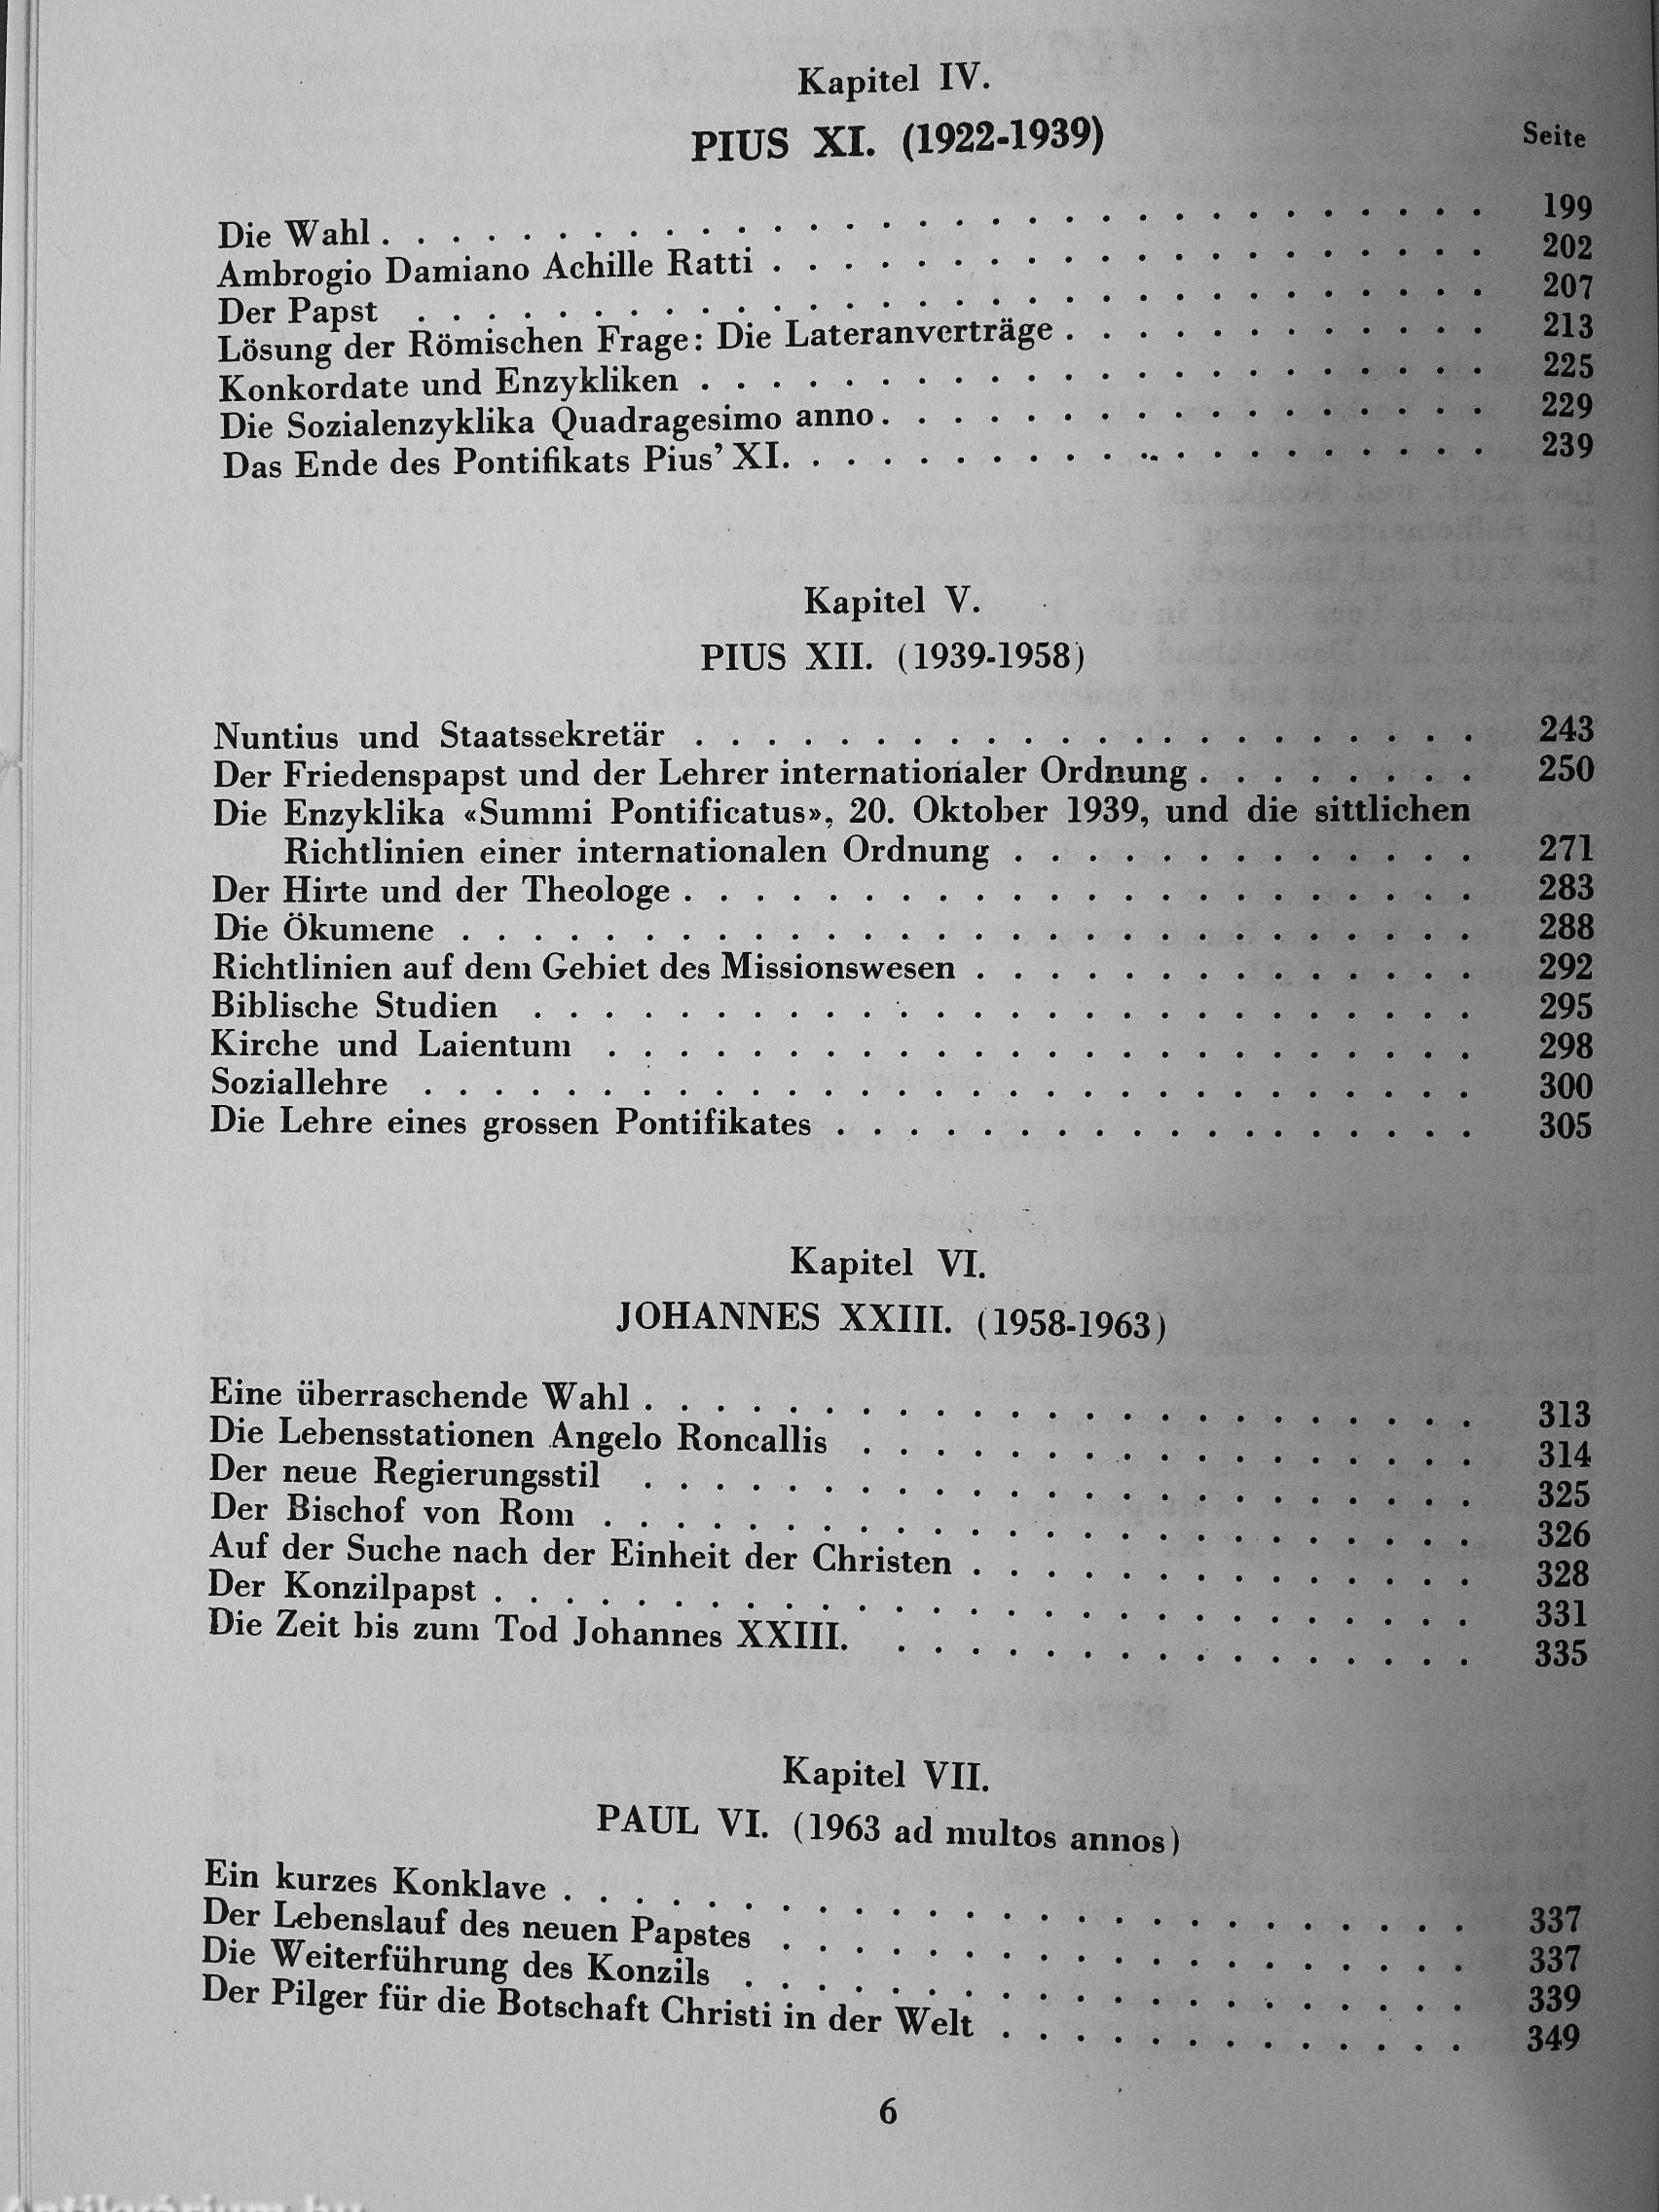 Kapitel IV.
PIUS XI. (1922-1939)
Seite
Die Wahl . . . . . . . . . . . . . . . . . . . . . . . . . . . . . . 199
Ambrogio Damiano Achille Ratti . . . . . . . . . . . . . . . . . . . . 202
Der Papst . . . . . . . . . . . . . . . . . . . . . . . . . . . . . 207
Lösung der Römischen Frage: Die Lateranverträge . . . . . . . . . . . . 213
Konkordate und Enzykliken . . . . . . . . . . . . . . . . . . . . . . 225
Die Sozialenzyklika Quadragesimo anno . . . . . . . . . . . . . . . . . 229
Das Ende des Pontifikats Pius’ XI. . . . . . . . . . . . . . . . . . . . 239
Kapitel V.
PIUS XII. (1939-1958)
Nuntius und Staatssekretär . . . . . . . . . . . . . . . . . . . . . . 243
Der Friedenspapst und der Lehrer internationaler Ordnung . . . . . . . . 250
Die Enzyklika «Summi Pontificatus», 20. Oktober 1939, und die sittlichen
Richtlinien einer internationalen Ordnung . . . . . . . . . . . . . 271
Der Hirte und der Theologe . . . . . . . . . . . . . . . . . . . . . . 283
Die Ökumene . . . . . . . . . . . . . . . . . . . . . . . . . . . . 288
Richtlinien auf dem Gebiet des Missionswesen . . . . . . . . . . . . . . 292
Biblische Studien . . . . . . . . . . . . . . . . . . . . . . . . . . 295
Kirche und Laientum . . . . . . . . . . . . . . . . . . . . . . . . 298
Soziallehre . . . . . . . . . . . . . . . . . . . . . . . . . . . . . 300
Die Lehre eines grossen Pontifikates . . . . . . . . . . . . . . . . . . 305
Kapitel VI.
JOHANNES XXIII. (1958-1963)
Eine überraschende Wahl . . . . . . . . . . . . . . . . . . . . . . . 313
Die Lebensstationen Angelo Roncallis . . . . . . . . . . . . . . . . . 314
Der neue Regierungsstil . . . . . . . . . . . . . . . . . . . . . . . 325
Der Bischof von Rom . . . . . . . . . . . . . . . . . . . . . . . . 326
Auf der Suche nach der Einheit der Christen . . . . . . . . . . . . . . 328
Der Konzilpapst . . . . . . . . . . . . . . . . . . . . . . . . . . . 331
Die Zeit bis zum Tod Johannes XXIII. . . . . . . . . . . . . . . . . . 335
Kapitel VII.
PAUL VI. (1963 ad multos annos)
Ein kurzes Konklave . . . . . . . . . . . . . . . . . . . . . . . . . 337
Der Lebenslauf des neuen Papstes . . . . . . . . . . . . . . . . . . . 337
Die Weiterführung des Konzils . . . . . . . . . . . . . . . . . . . . 339
Der Pilger für die Botschaft Christi in der Welt . . . . . . . . . . . . . 349
6